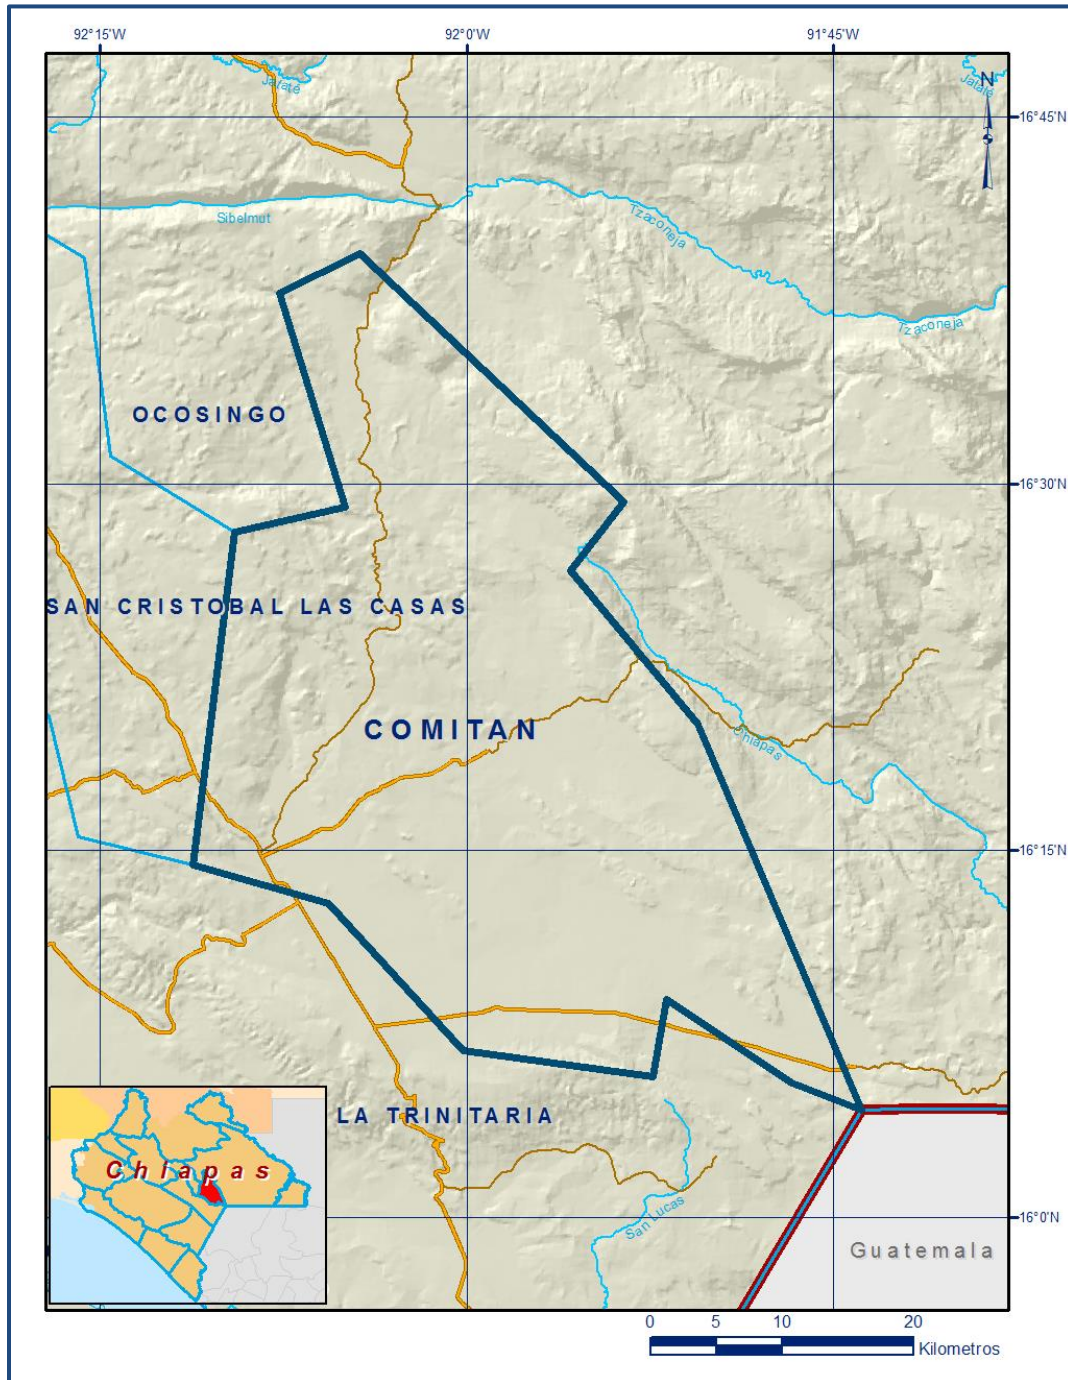 92°15'W 92°0'W 91°45'W
Jatate
Jatate
N
16°45'N
Sibelmut
Tzaconeja
Tzaconeja
OCOSINGO
16°30'N
SAN CRISTOBAL LAS CASAS
COMITAN
Chiapas
16°15'N
LA TRINITARIA
Chiapas
San Lucas
16°0'N
Guatemala
0 5 10 20
Kilometros